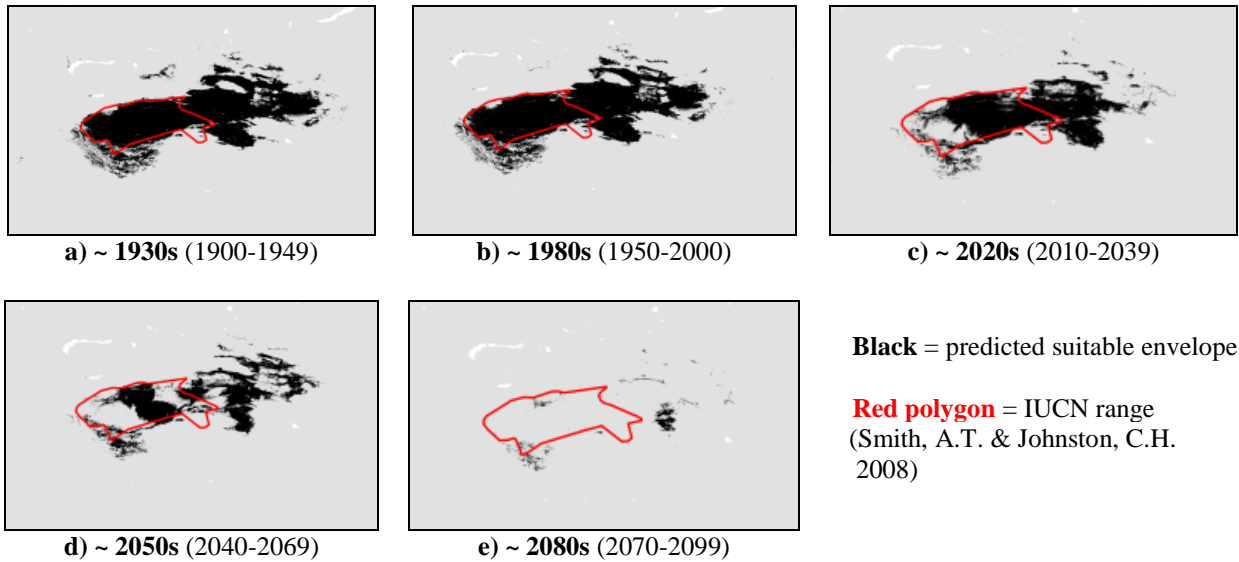 a) ~ 1930s (1900-1949)
b) ~ 1980s (1950-2000)
c) ~ 2020s (2010-2039)
d) ~ 2050s (2040-2069)
e) ~ 2080s (2070-2099)
Black = predicted suitable envelope
Red polygon = IUCN range
(Smith, A.T. & Johnston, C.H.
2008)